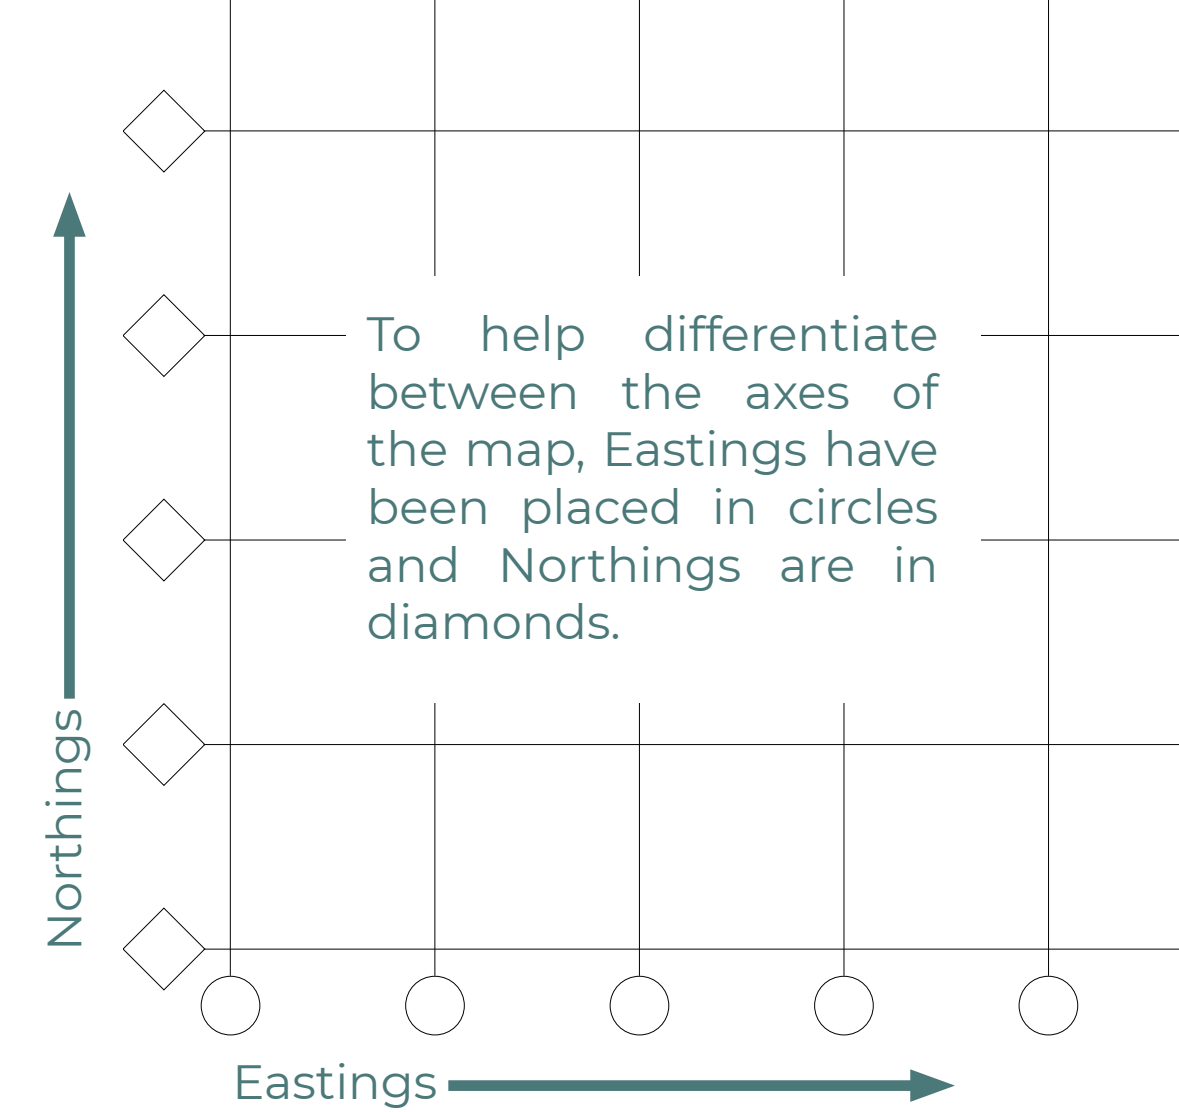 To help differentiate
between the axes of
the map, Eastings have
been placed in circles
and Northings are in
diamonds.
Northings
Eastings